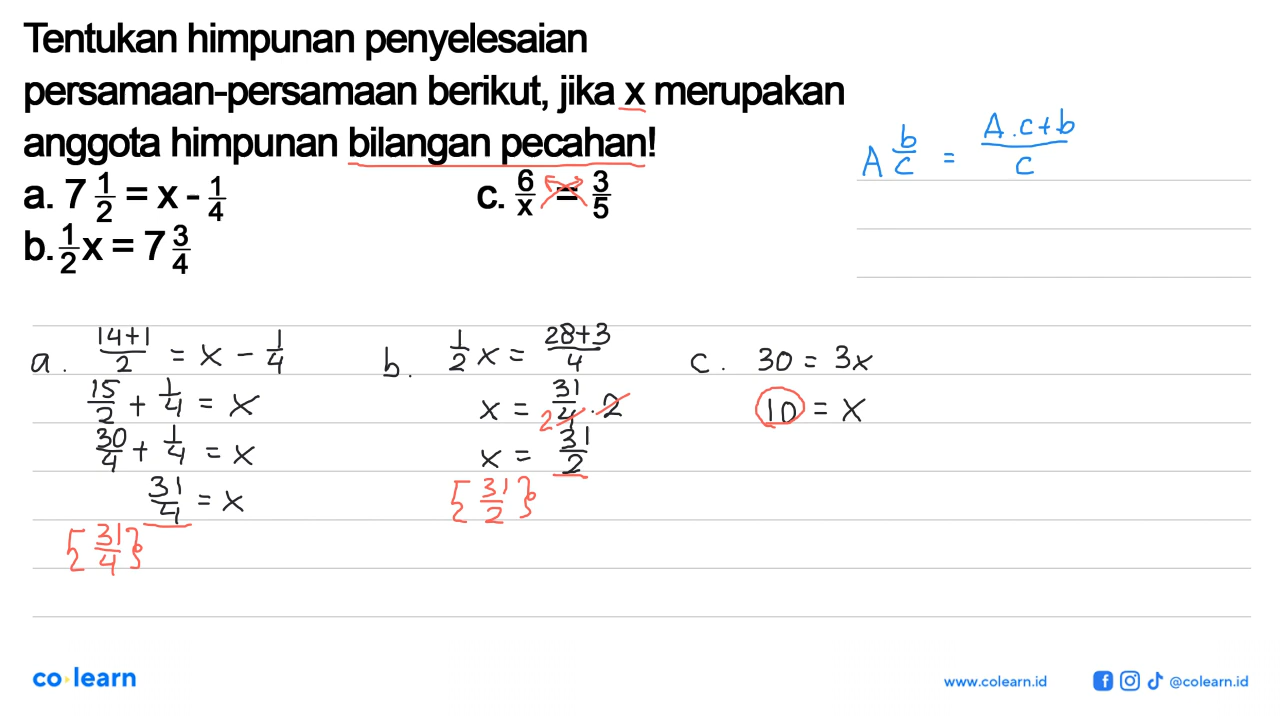 Tentukan himpunan penyelesaian
persamaan-persamaan berikut, jika x merupakan
anggota himpunan bilangan pecahan!
a. 7 1/2 = x - 1/4
c. 6/x = 3/5
b. 1/2 x = 7 3/4
A b/c = A.c+b/c
a. 14+1/2 = x - 1/4
15/2 + 1/4 = x
30/4 + 1/4 = x
31/4 = x
{31/4}
b. 1/2 x = 28+3/4
x = 31/4 . 2
2
x = 31/2
{31/2}
c. 30 = 3x
10 = x
co learn
www.colearn.id
@colearn.id